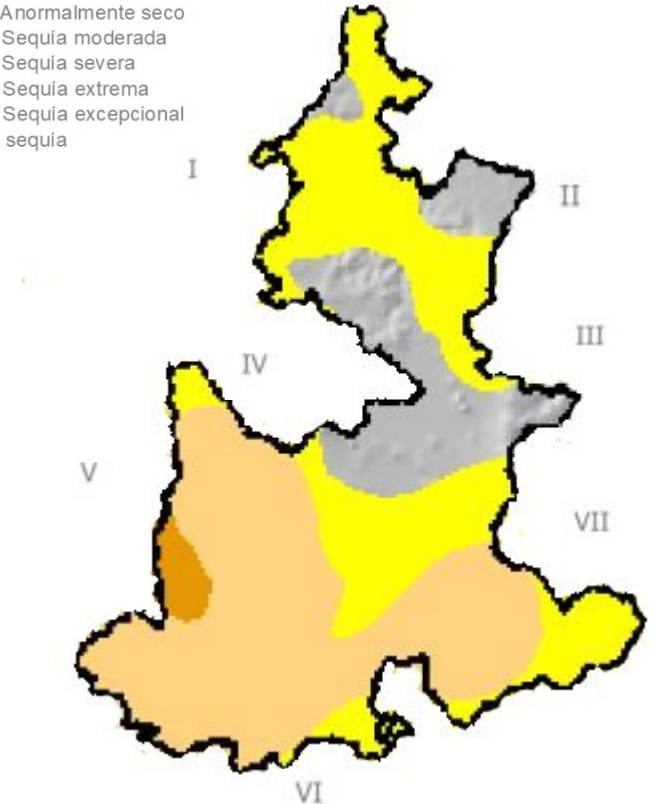 Anormalmente seco
Sequía moderada
Sequía severa
Sequía extrema
Sequía excepcional
sequía
I
II
III
IV
V
VII
VI